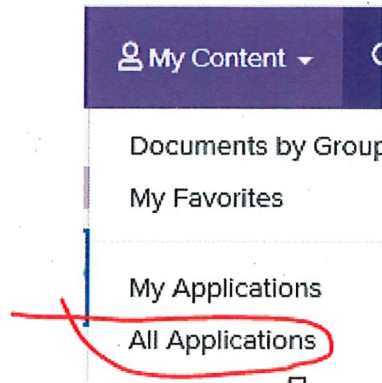 My Content
Documents by Group
My Favorites
My Applications
All Applications